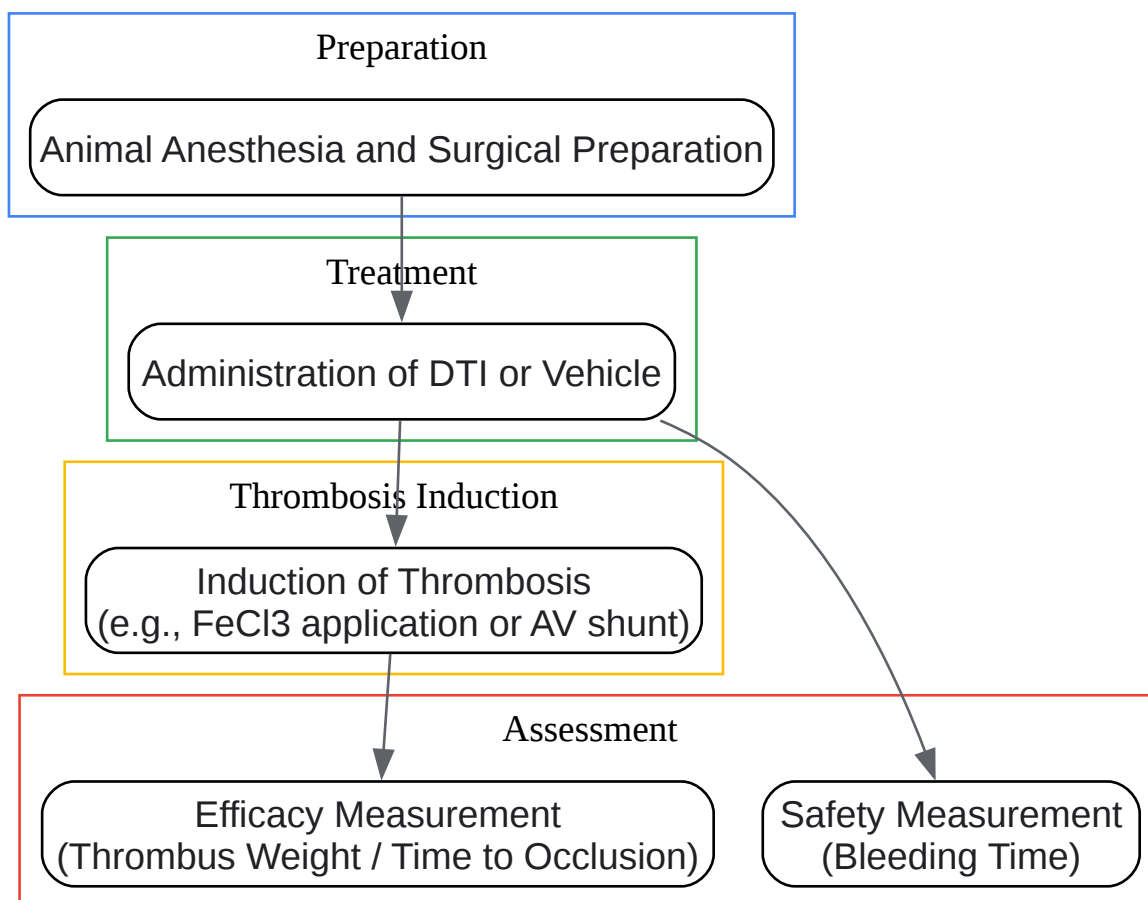 Preparation
Animal Anesthesia and Surgical Preparation
Treatment
Administration of DTI or Vehicle
Thrombosis Induction
Induction of Thrombosis
(e.g., FeCl3 application or AV shunt)
Assessment
Efficacy Measurement
(Thrombus Weight / Time to Occlusion)
Safety Measurement
(Bleeding Time)